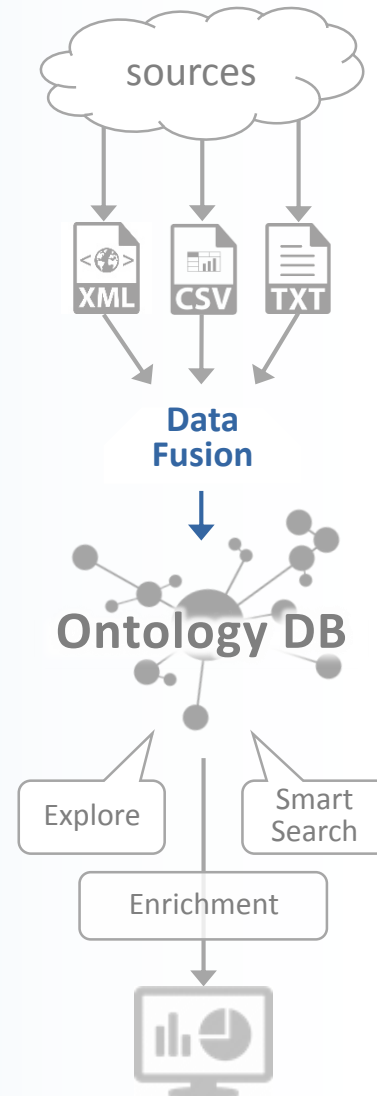 sources
XML
CSV
TXT
Data
Fusion
Ontology DB
Explore
Smart
Search
Enrichment